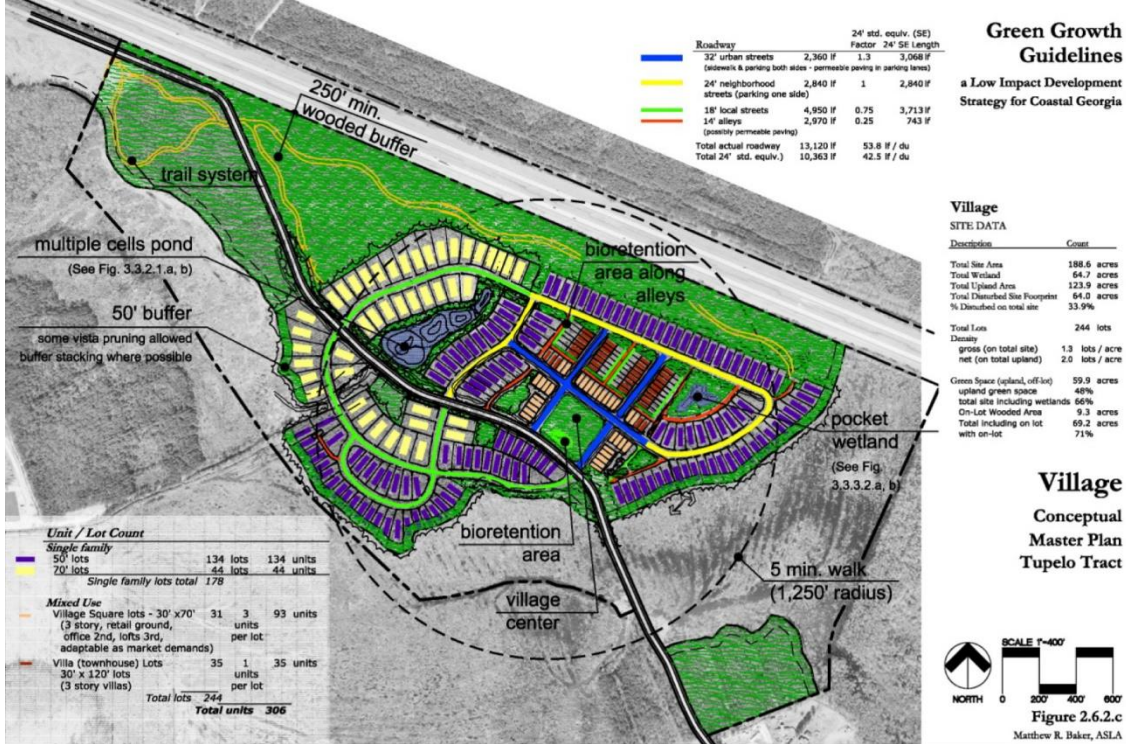 Green Growth
Guidelines
a Low Impact Development
Strategy for Coastal Georgia
24' std. equiv. (SE)
Roadway Factor 24' SE Length
32' urban streets 2,360 lf 1.3 3,068 lf
(sidewalk & parking both sides - permeable paving in parking lanes)
24' neighborhood 2,840 lf 1 2,840 lf
streets (parking one side)
18' local streets 4,950 lf 0.75 3,713 lf
14' alleys 2,970 lf 0.25 743 lf
(possibly permeable paving)
Total actual roadway 13,120 lf 53.8 lf / du
Total 24' std. equiv.) 10,363 lf 42.5 lf / du
250' min.
wooded buffer
trail system
multiple cells pond
(See Fig. 3.3.2.1.a, b)
50' buffer
some vista pruning allowed
buffer stacking where possible
bioretention
area along
alleys
pocket
wetland
(See Fig.
3.3.3.2.a, b)
bioretention
area
village
center
5 min. walk
(1,250' radius)
Village
SITE DATA
Description Count
Total Site Area 188.6 acres
Total Wetland 64.7 acres
Total Upland Area 123.9 acres
Total Disturbed Site Footprint 64.0 acres
% Disturbed on total site 33.9%
Total Lots 244 lots
Density
gross (on total site) 1.3 lots / acre
net (on total upland) 2.0 lots / acre
Green Space (upland, off-lot) 59.9 acres
upland green space 48%
total site including wetlands 66%
On-Lot Wooded Area 9.3 acres
Total including on lot 69.2 acres
with on-lot 71%
Village
Conceptual
Master Plan
Tupelo Tract
Unit / Lot Count
Single family
50' lots 134 lots 134 units
70' lots 44 lots 44 units
Single family lots total 178
Mixed Use
Village Square lots - 30' x70' 31 3 93 units
(3 story, retail ground, units
office 2nd, lofts 3rd, per lot
adaptable as market demands)
Villa (townhouse) Lots 35 1 35 units
30' x 120' lots units
(3 story villas) per lot
Total lots 244
Total units 306
SCALE 1"=400'
NORTH 0 200' 400' 600'
Figure 2.6.2.c
Matthew R. Baker, ASLA